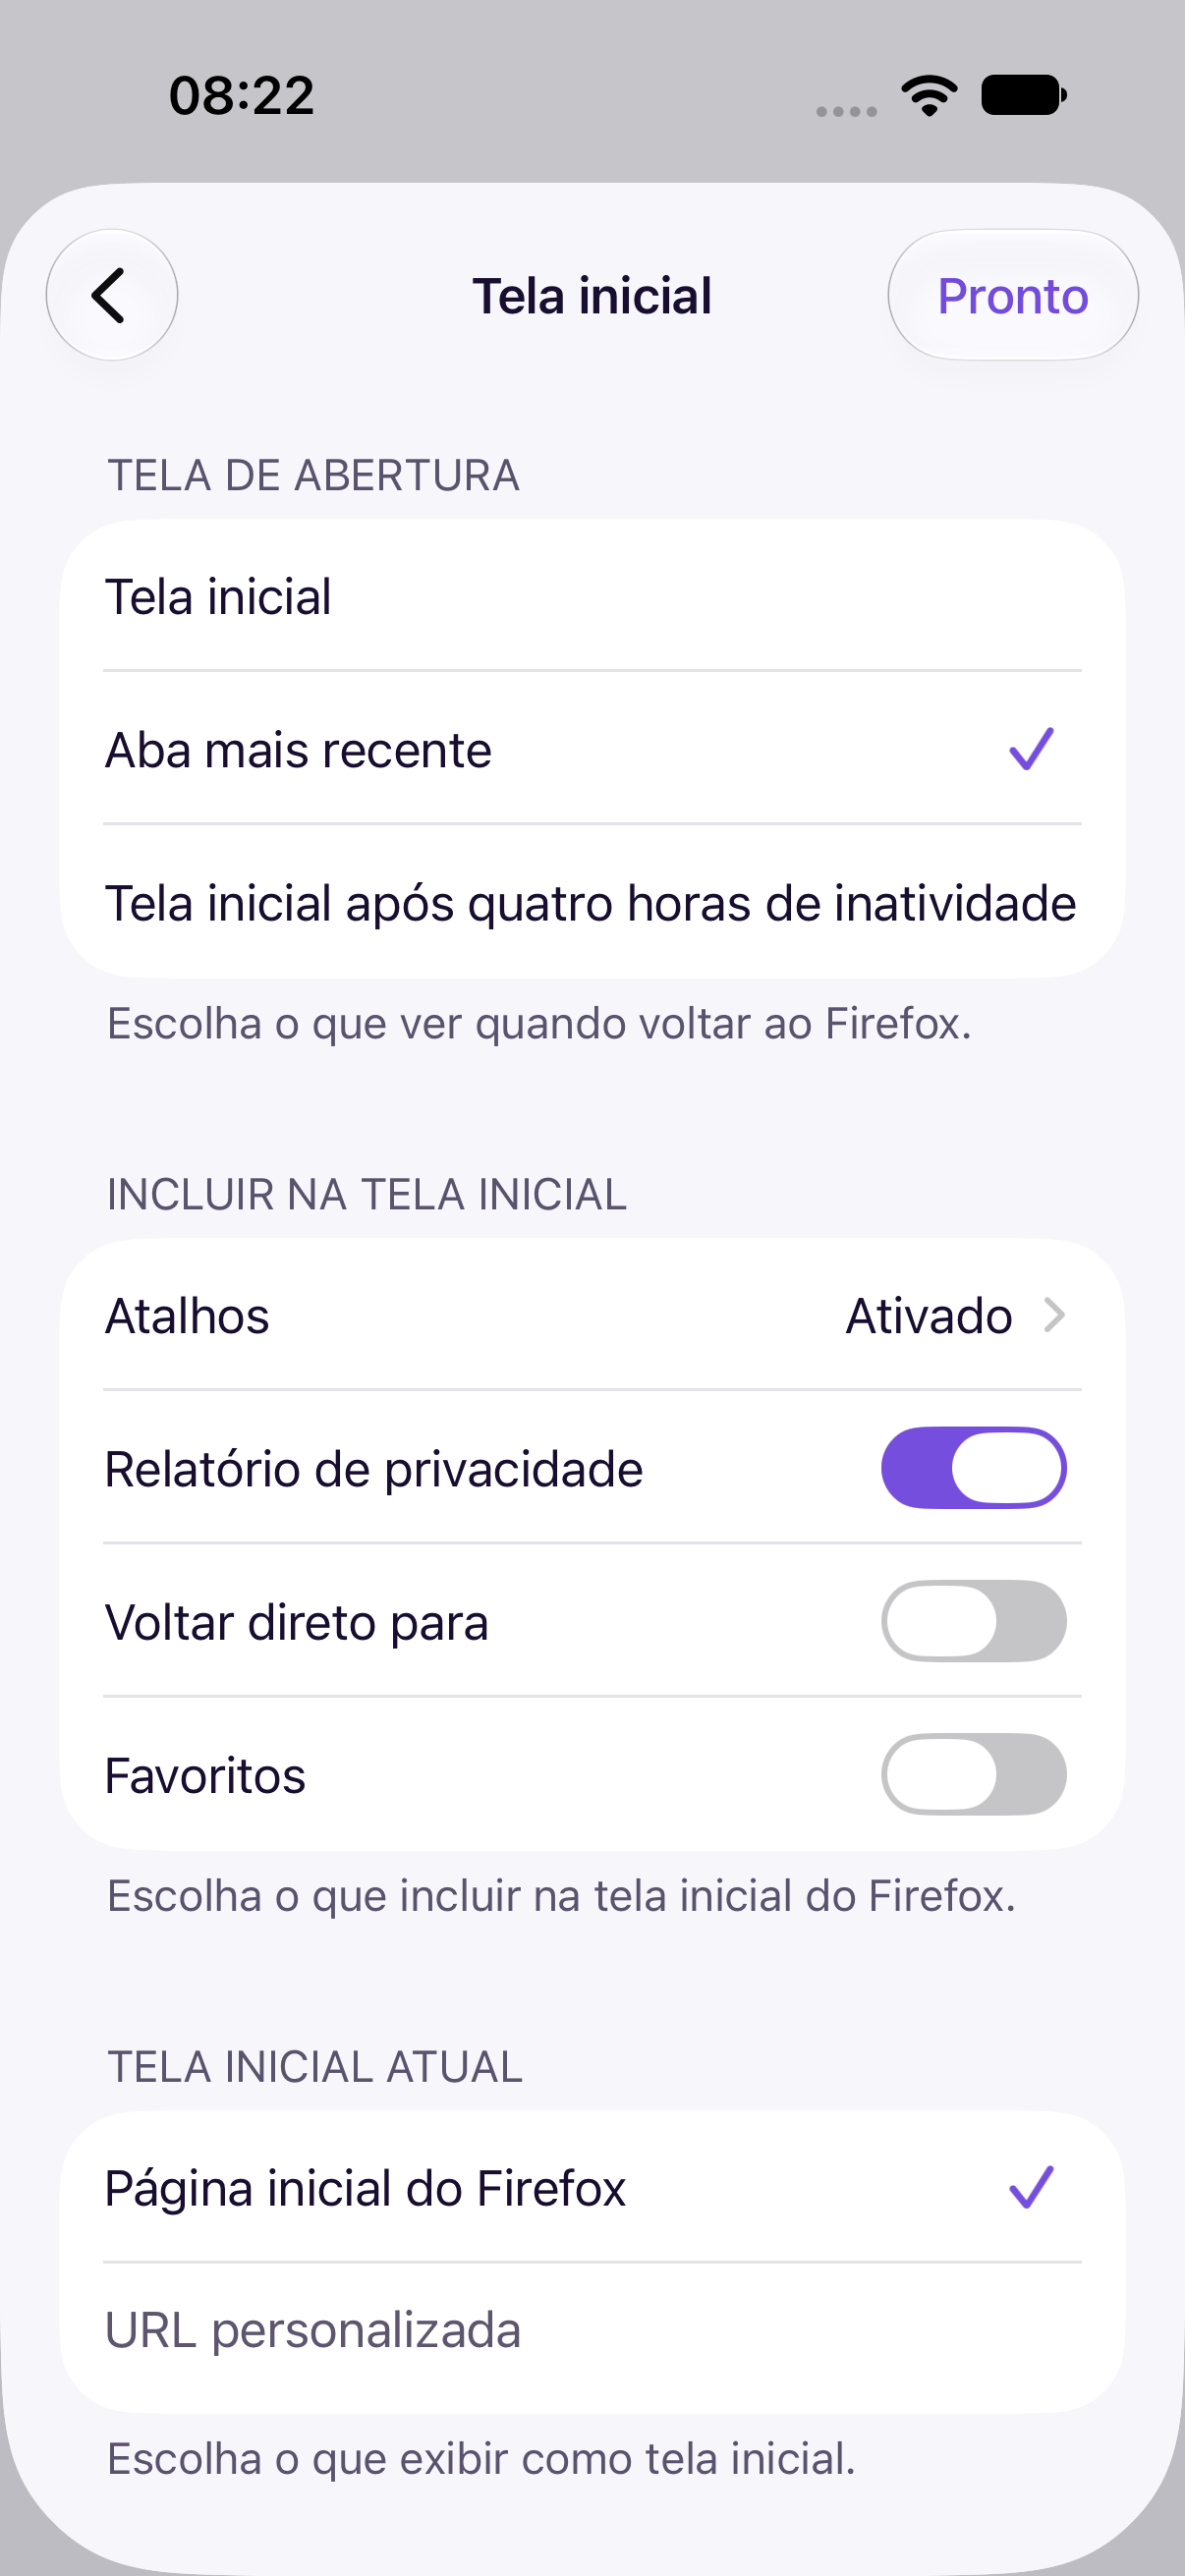 08:22
Tela inicial
Pronto
TELA DE ABERTURA
Tela inicial
Aba mais recente
Tela inicial após quatro horas de inatividade
Escolha o que ver quando voltar ao Firefox.
INCLUIR NA TELA INICIAL
Atalhos
Ativado
Relatório de privacidade
Voltar direto para
Favoritos
Escolha o que incluir na tela inicial do Firefox.
TELA INICIAL ATUAL
Página inicial do Firefox
URL personalizada
Escolha o que exibir como tela inicial.